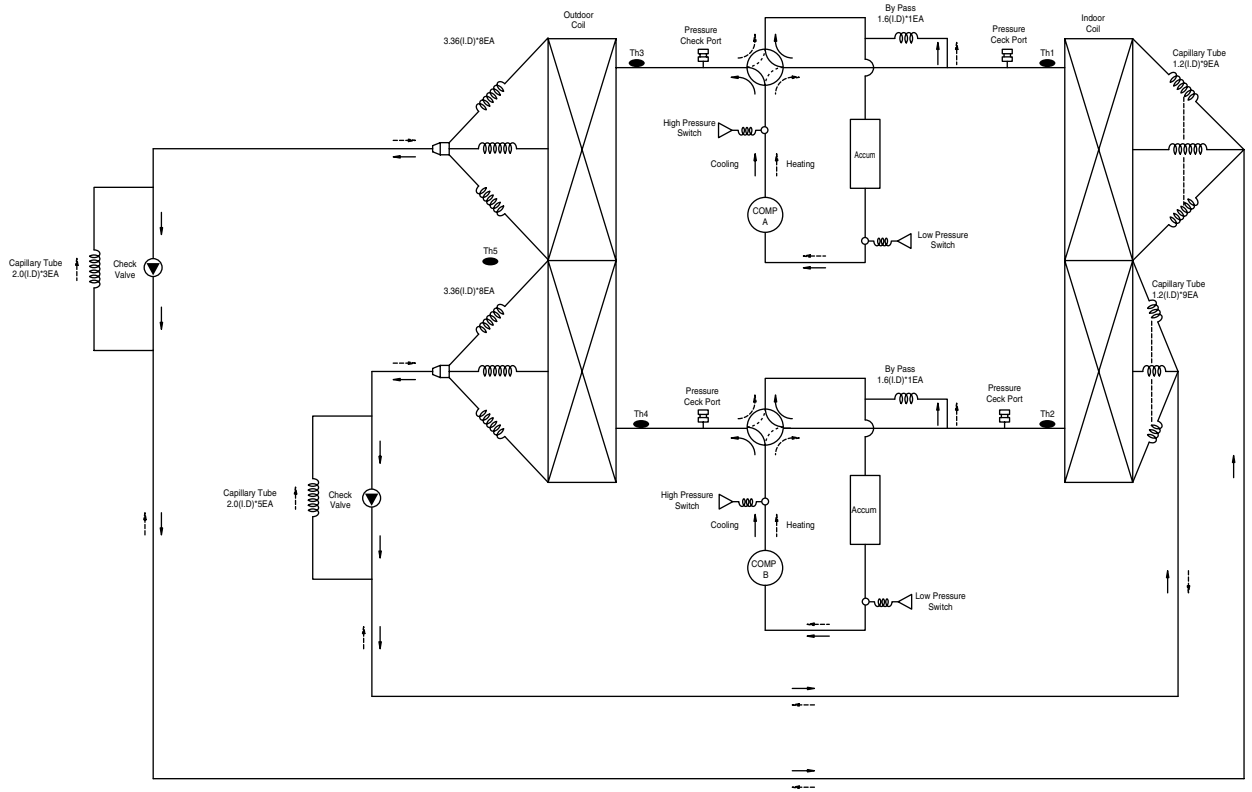 Outdoor
Coil
By Pass
1.6(I.D)*1EA
Indoor
Coil
3.36(I.D)*8EA
Pressure
Check Port
Pressure
Ceck Port
Capillary Tube
1.2(I.D)*9EA
Th3
Th1
High Pressure
Switch
Cooling
Heating
Accum
COMP
A
Low Pressure
Switch
Th5
Capillary Tube
2.0(I.D)*3EA
Check
Valve
3.36(I.D)*8EA
Capillary Tube
1.2(I.D)*9EA
Pressure
Ceck Port
By Pass
1.6(I.D)*1EA
Pressure
Ceck Port
Th4
Th2
Capillary Tube
2.0(I.D)*5EA
Check
Valve
High Pressure
Switch
Cooling
Heating
Accum
COMP
B
Low Pressure
Switch